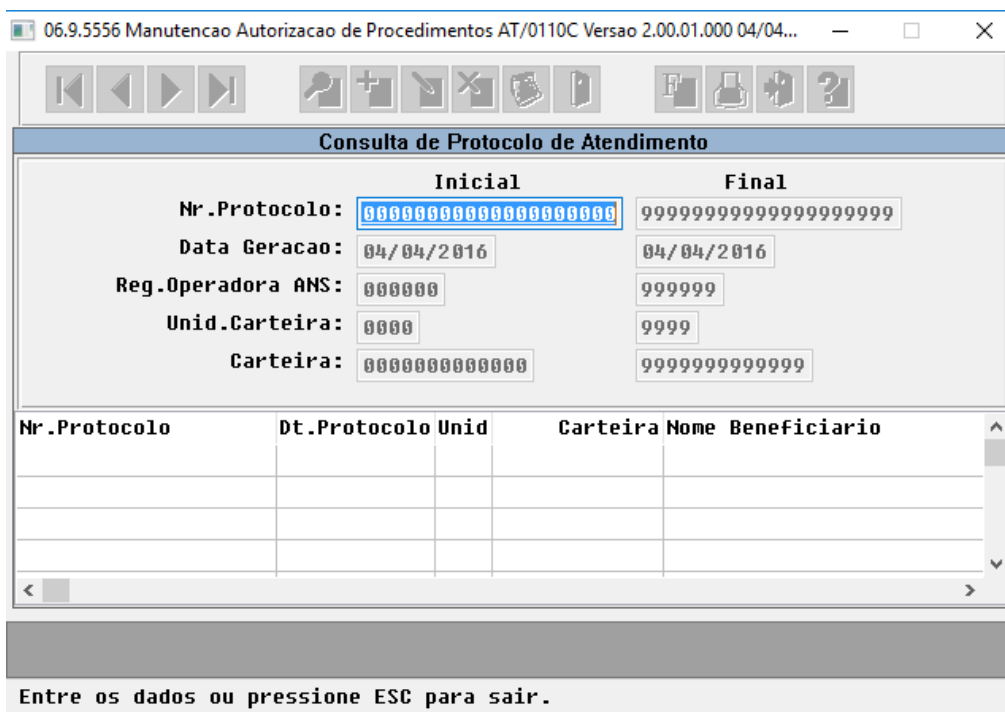 06.9.5556 Manutencao Autorizacao de Procedimentos AT/0110C Versao 2.00.01.000 04/04...
F ?
Consulta de Protocolo de Atendimento
Inicial Final
Nr.Protocolo: 00000000000000000000 99999999999999999999
Data Geracao: 04/04/2016 04/04/2016
Reg.Operadora ANS: 000000 999999
Unid.Carteira: 0000 9999
Carteira: 0000000000000 9999999999999
Nr.Protocolo Dt.Protocolo Unid Carteira Nome Beneficiario
Entre os dados ou pressione ESC para sair.